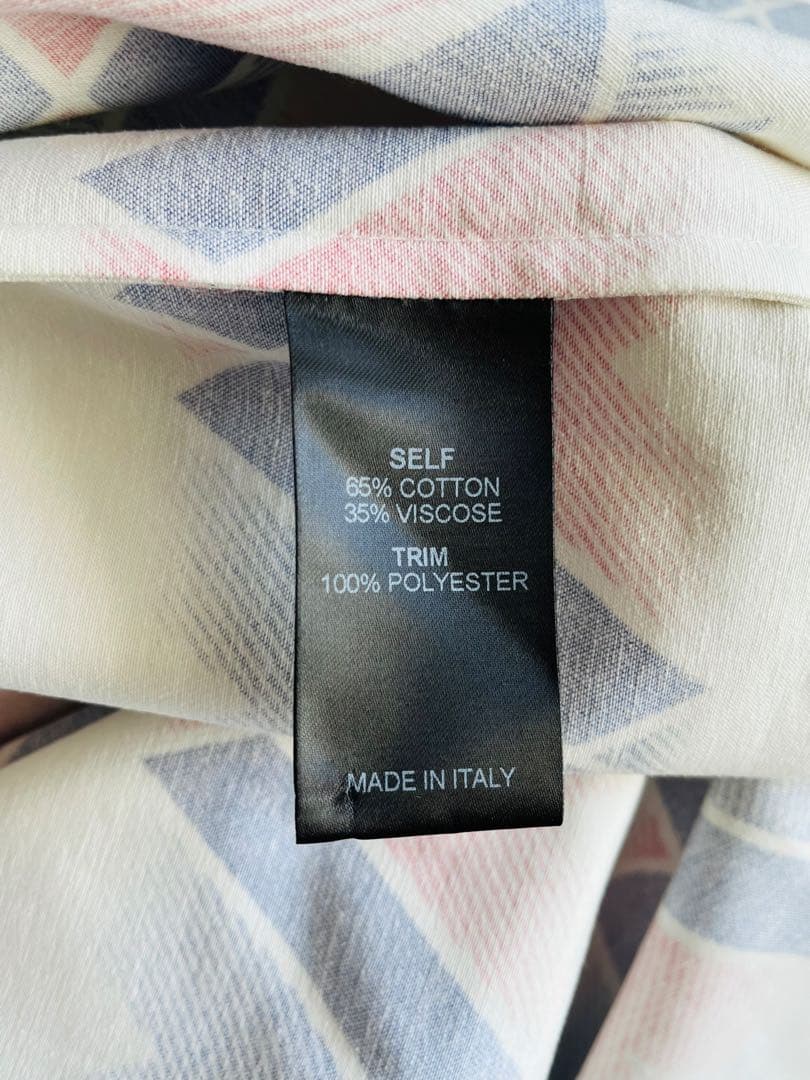 SELF
65% COTTON
35% VISCOSE
TRIM
100% POLYESTER
MADE IN ITALY